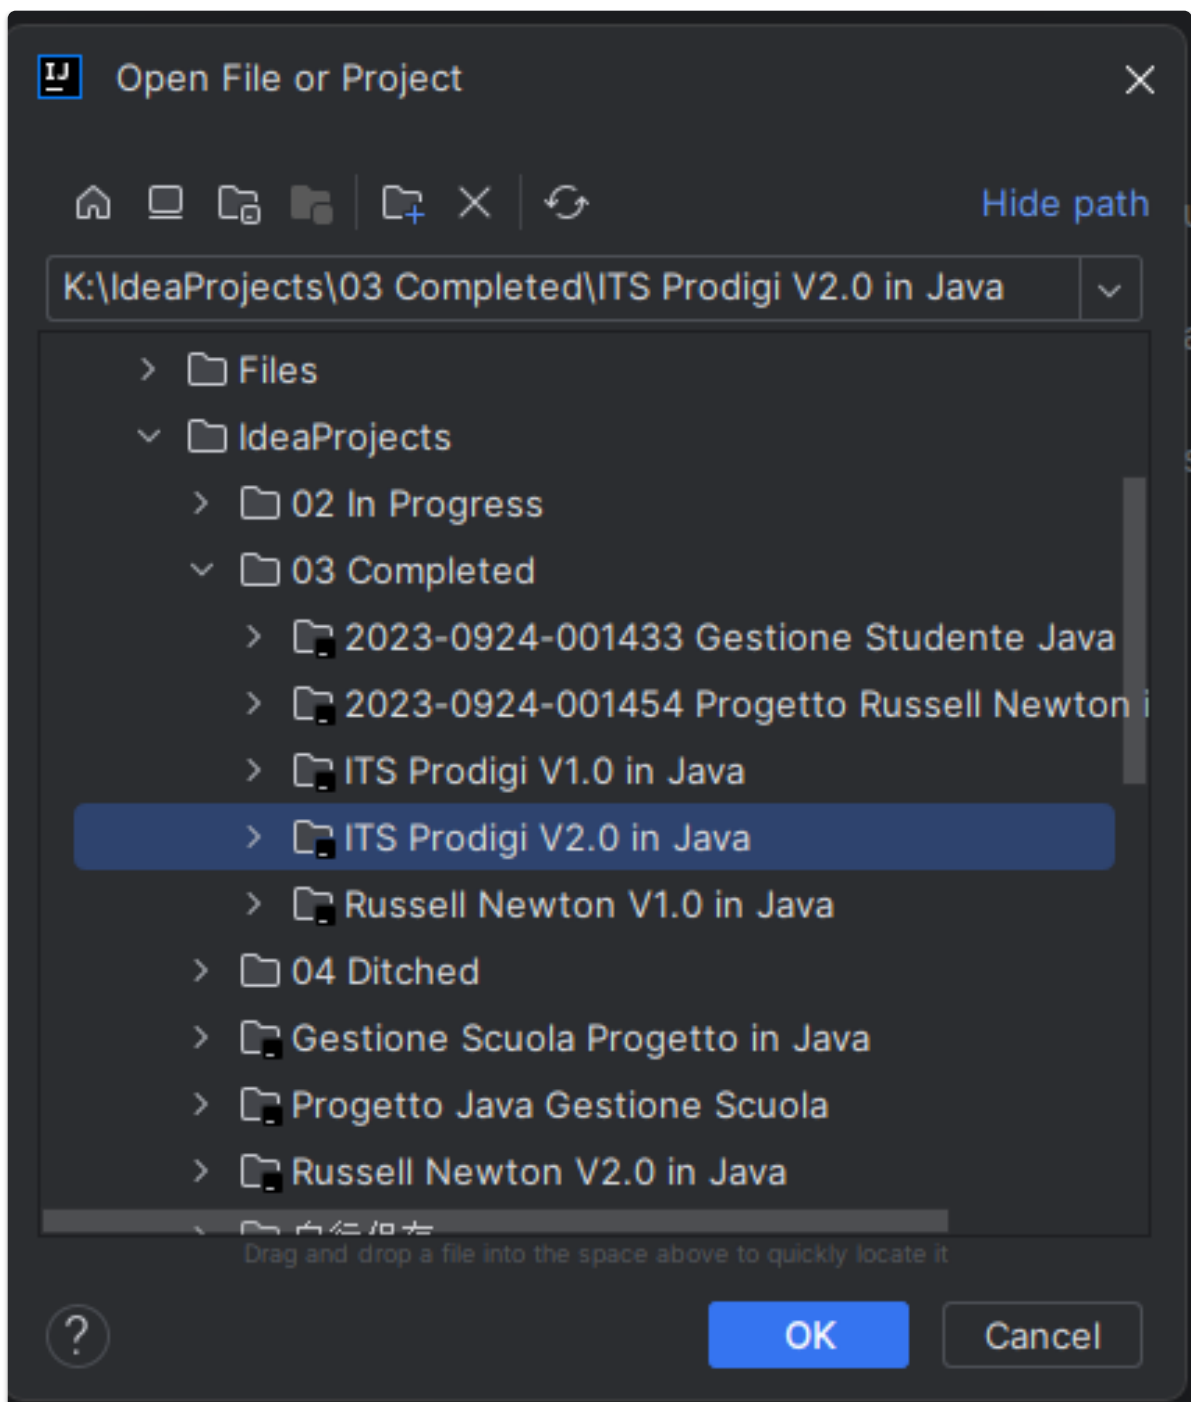 IJ
Open File or Project
Hide path
K:\IdeaProjects\03 Completed\ITS Prodigi V2.0 in Java
Files
IdeaProjects
02 In Progress
03 Completed
2023-0924-001433 Gestione Studente Java
2023-0924-001454 Progetto Russell Newton i
ITS Prodigi V1.0 in Java
ITS Prodigi V2.0 in Java
Russell Newton V1.0 in Java
04 Ditched
Gestione Scuola Progetto in Java
Progetto Java Gestione Scuola
Russell Newton V2.0 in Java
Drag and drop a file into the space above to quickly locate it
?
OK
Cancel